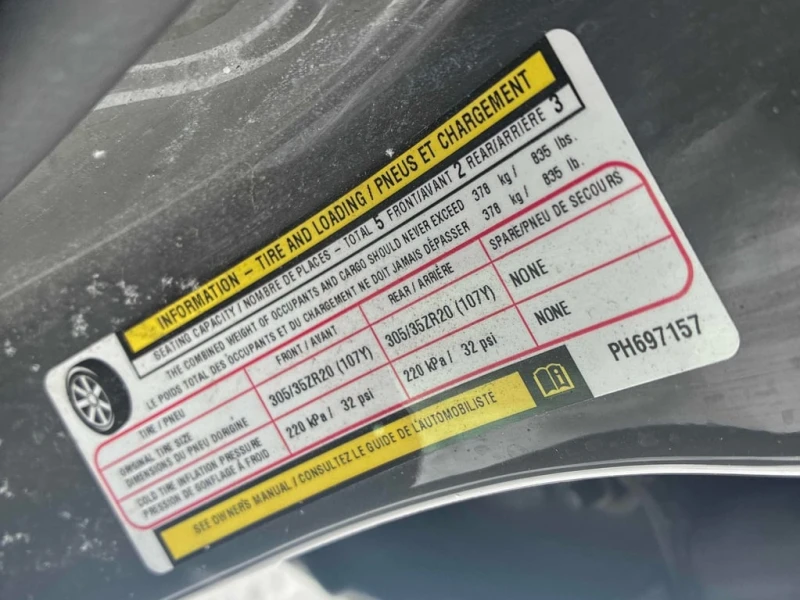 INFORMATION – TIRE AND LOADING / PNEUS ET CHARGEMENT
SEATING CAPACITY / NOMBRE DE PLACES – TOTAL 5 FRONT/AVANT 2 REAR/ARRIÈRE 3
THE COMBINED WEIGHT OF OCCUPANTS AND CARGO SHOULD NEVER EXCEED 378 kg / 835 lbs.
LE POIDS TOTAL DES OCCUPANTS ET DU CHARGEMENT NE DOIT JAMAIS DÉPASSER 378 kg / 835 lb.
TIRE / PNEU FRONT / AVANT REAR / ARRIÈRE SPARE/PNEU DE SECOURS
ORIGINAL TIRE SIZE
DIMENSIONS DU PNEU D'ORIGINE
305/35ZR20 (107Y) 305/35ZR20 (107Y) NONE
COLD TIRE INFLATION PRESSURE
PRESSION DE GONFLAGE À FROID
220 kPa / 32 psi 220 kPa / 32 psi NONE
SEE OWNER'S MANUAL / CONSULTEZ LE GUIDE DE L'AUTOMOBILISTE
PH697157